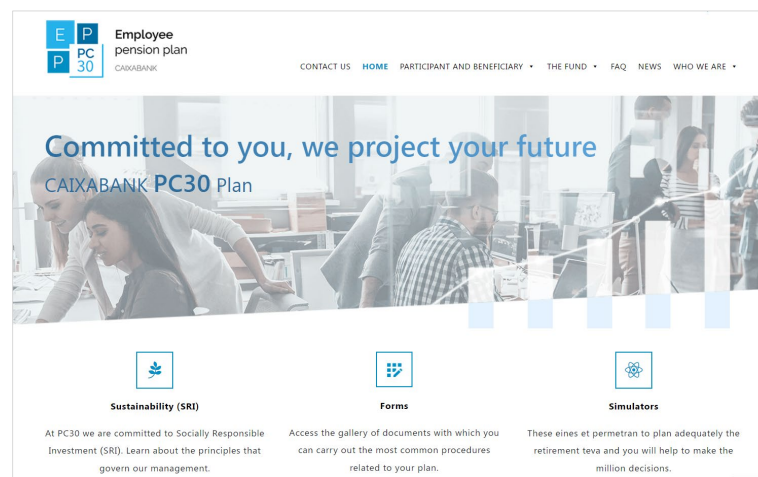 E P
P PC 30
Employee
pension plan
CAIXABANK
CONTACT US HOME PARTICIPANT AND BENEFICIARY THE FUND FAQ NEWS WHO WE ARE
Committed to you, we project your future
CAIXABANK PC30 Plan
Sustainability (SRI)
At PC30 we are committed to Socially Responsible
Investment (SRI). Learn about the principles that
govern our management.
Forms
Access the gallery of documents with which you
can carry out the most common procedures
related to your plan.
Simulators
These eines et permetran to plan adequately the
retirement teva and you will help to make the
million decisions.